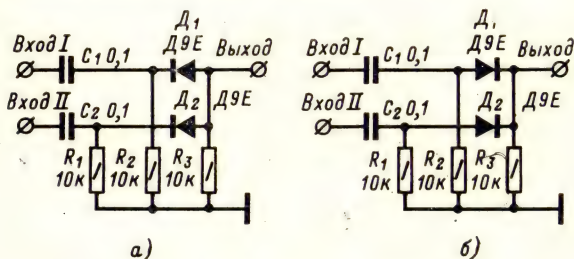 Д₁
Вход I C₁ 0,1 Д9Е Выход
Вход II C₂ 0,1 Д₂ Д9Е
R₁ 10к R₂ 10к R₃ 10к
а)
Д₁
Вход I C₁ 0,1 Д9Е Выход
Вход II C₂ 0,1 Д₂ Д9Е
R₁ 10к R₂ 10к R₃ 10к
б)